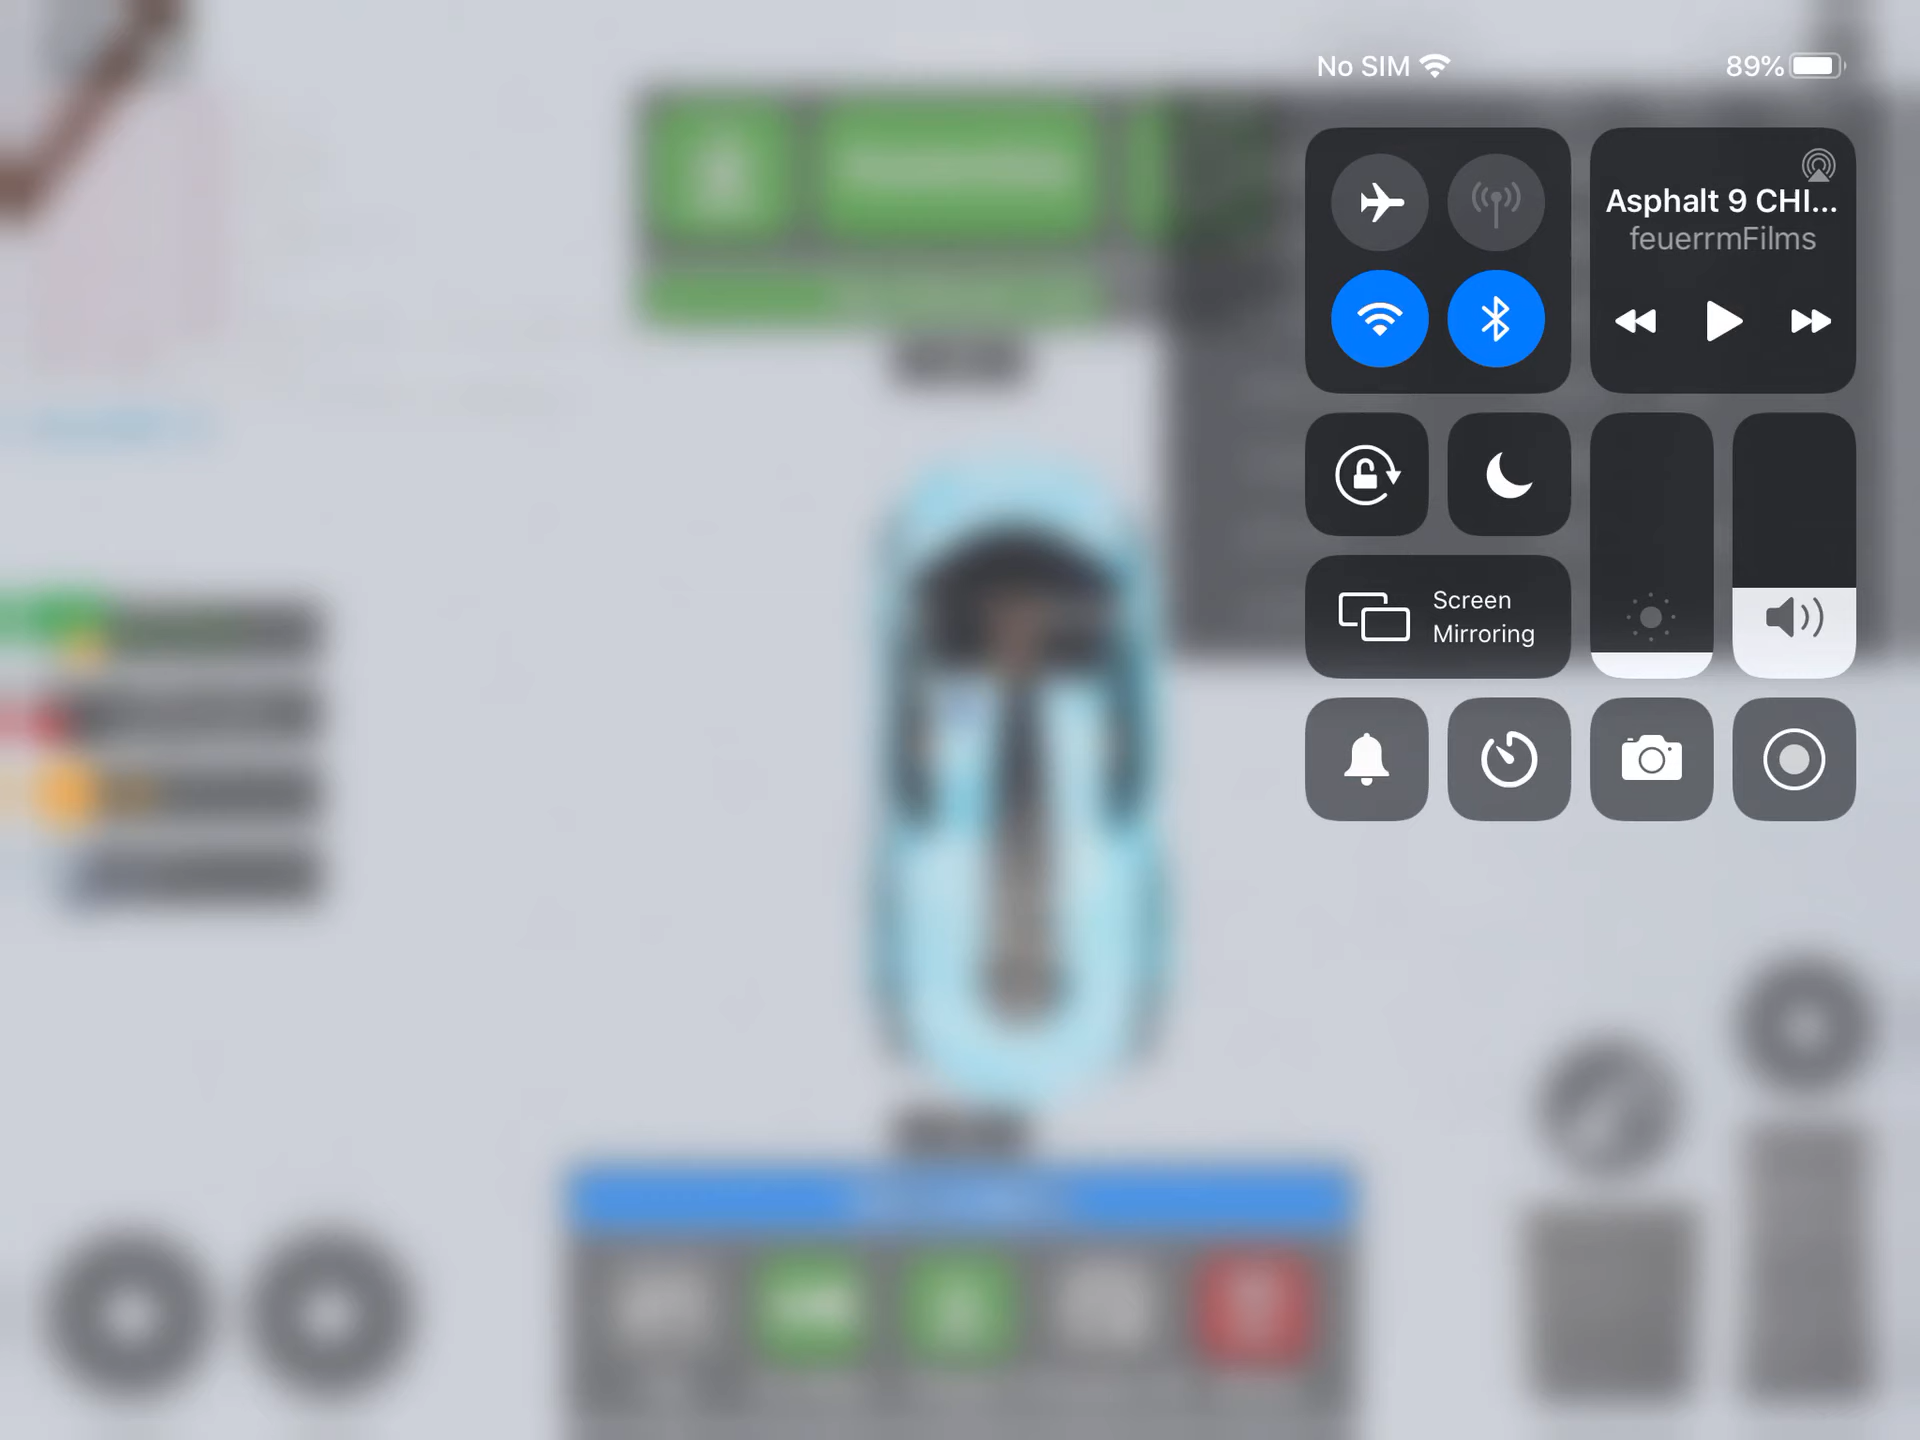 No SIM
89%
Asphalt 9 CHI...
feuerrmFilms
Screen
Mirroring